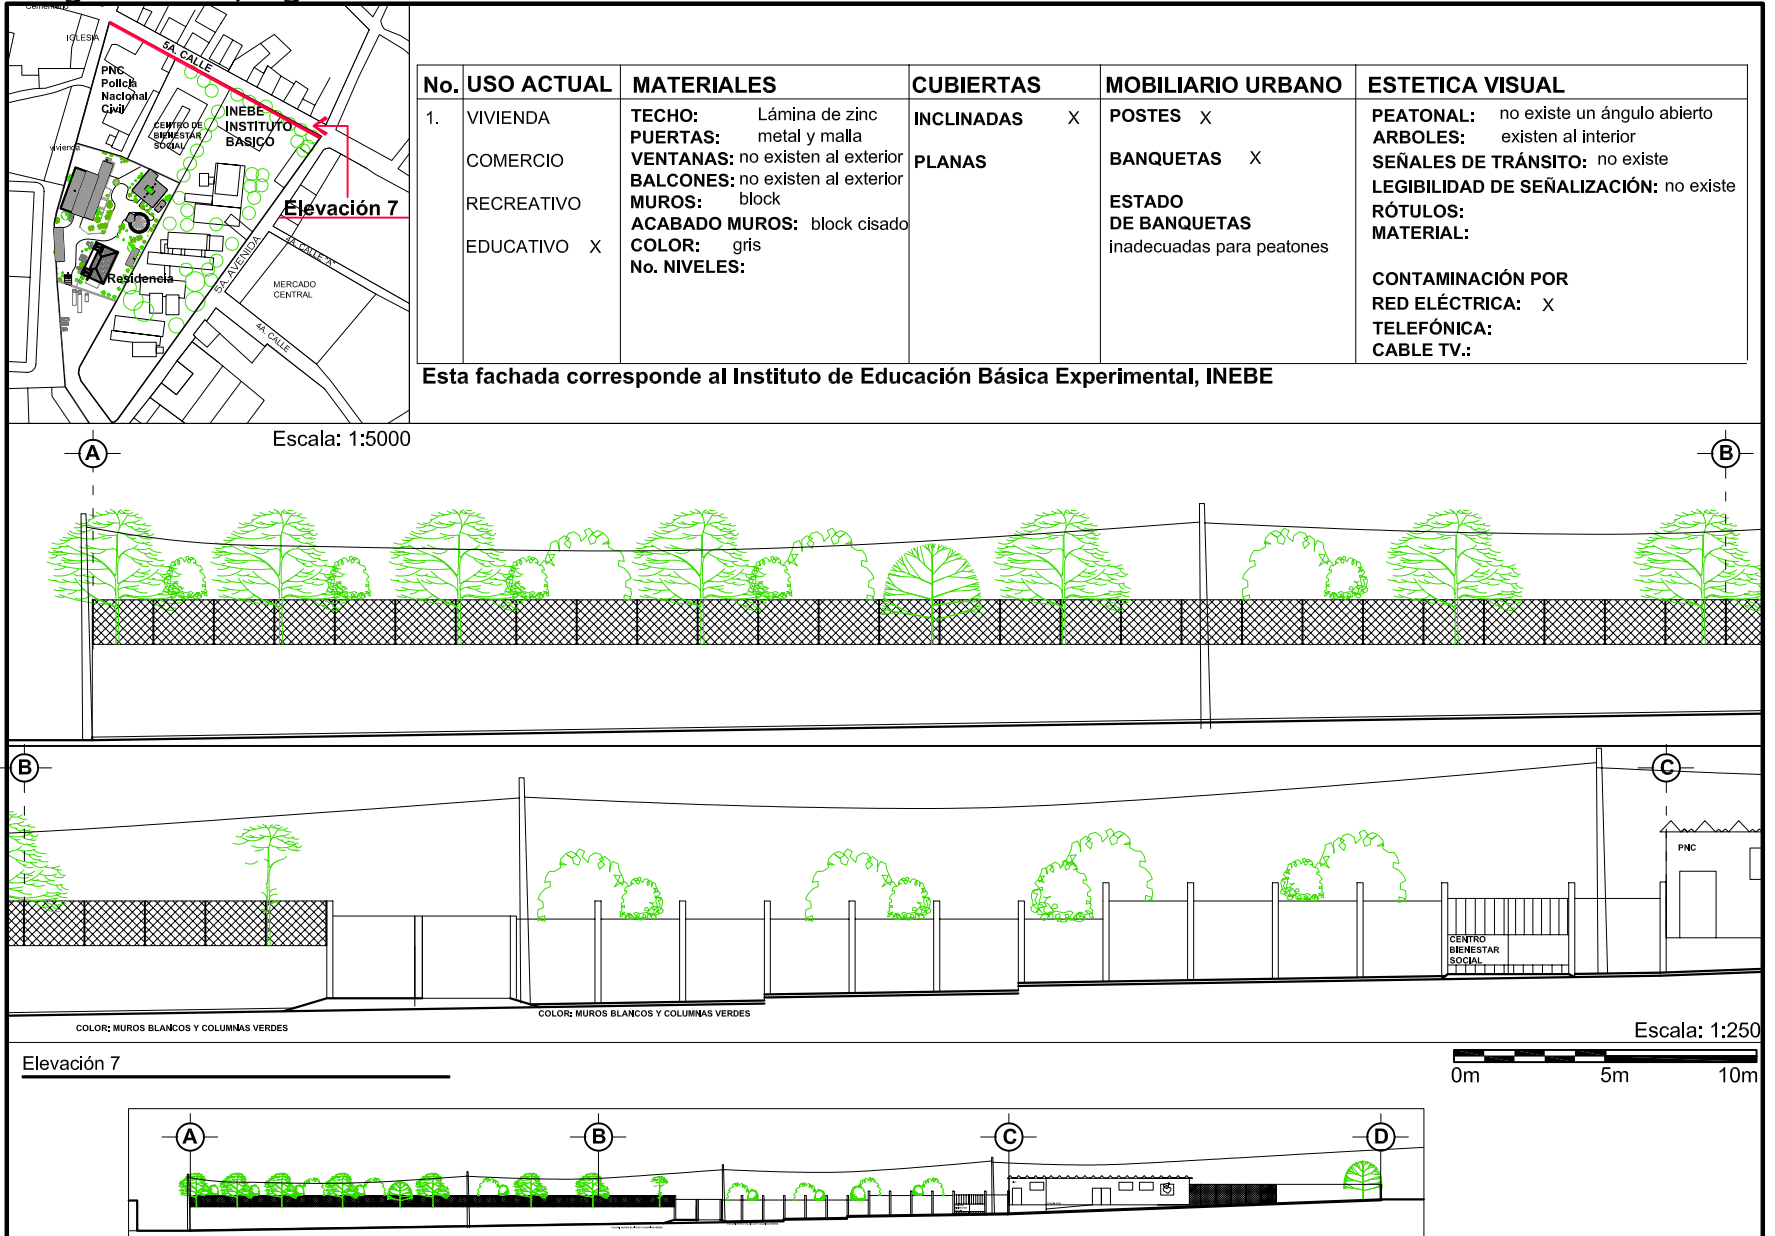 Cementerio
IGLESIA
5A. CALLE
PNC
Policía
Nacional
Civil
INEBE
INSTITUTO
BASICO
CENTRO DE
BIENESTAR
SOCIAL
vivienda
Elevación 7
Residencia
5A. AVENIDA
4A. CALLE "A"
MERCADO
CENTRAL
4A. CALLE
Escala: 1:5000
No. USO ACTUAL MATERIALES CUBIERTAS MOBILIARIO URBANO ESTETICA VISUAL
1. VIVIENDA
COMERCIO
RECREATIVO
EDUCATIVO X
TECHO: Lámina de zinc
PUERTAS: metal y malla
VENTANAS: no existen al exterior
BALCONES: no existen al exterior
MUROS: block
ACABADO MUROS: block cisado
COLOR: gris
No. NIVELES:
INCLINADAS X
PLANAS
POSTES X
BANQUETAS X
ESTADO
DE BANQUETAS
inadecuadas para peatones
PEATONAL: no existe un ángulo abierto
ARBOLES: existen al interior
SEÑALES DE TRÁNSITO: no existe
LEGIBILIDAD DE SEÑALIZACIÓN: no existe
RÓTULOS:
MATERIAL:
CONTAMINACIÓN POR
RED ELÉCTRICA: X
TELEFÓNICA:
CABLE TV.:
Esta fachada corresponde al Instituto de Educación Básica Experimental, INEBE
A
B
B
C
PNC
CENTRO
BIENESTAR
SOCIAL
COLOR: MUROS BLANCOS Y COLUMNAS VERDES
COLOR: MUROS BLANCOS Y COLUMNAS VERDES
Escala: 1:250
Elevación 7
0m 5m 10m
A
B
C
D